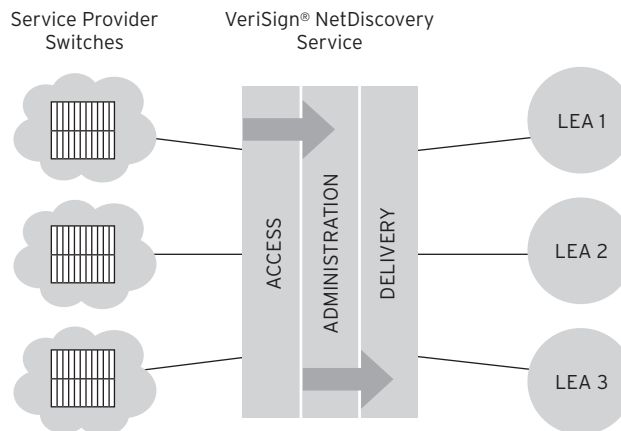 Service Provider
Switches
VeriSign® NetDiscovery
Service
ACCESS
ADMINISTRATION
DELIVERY
LEA 1
LEA 2
LEA 3